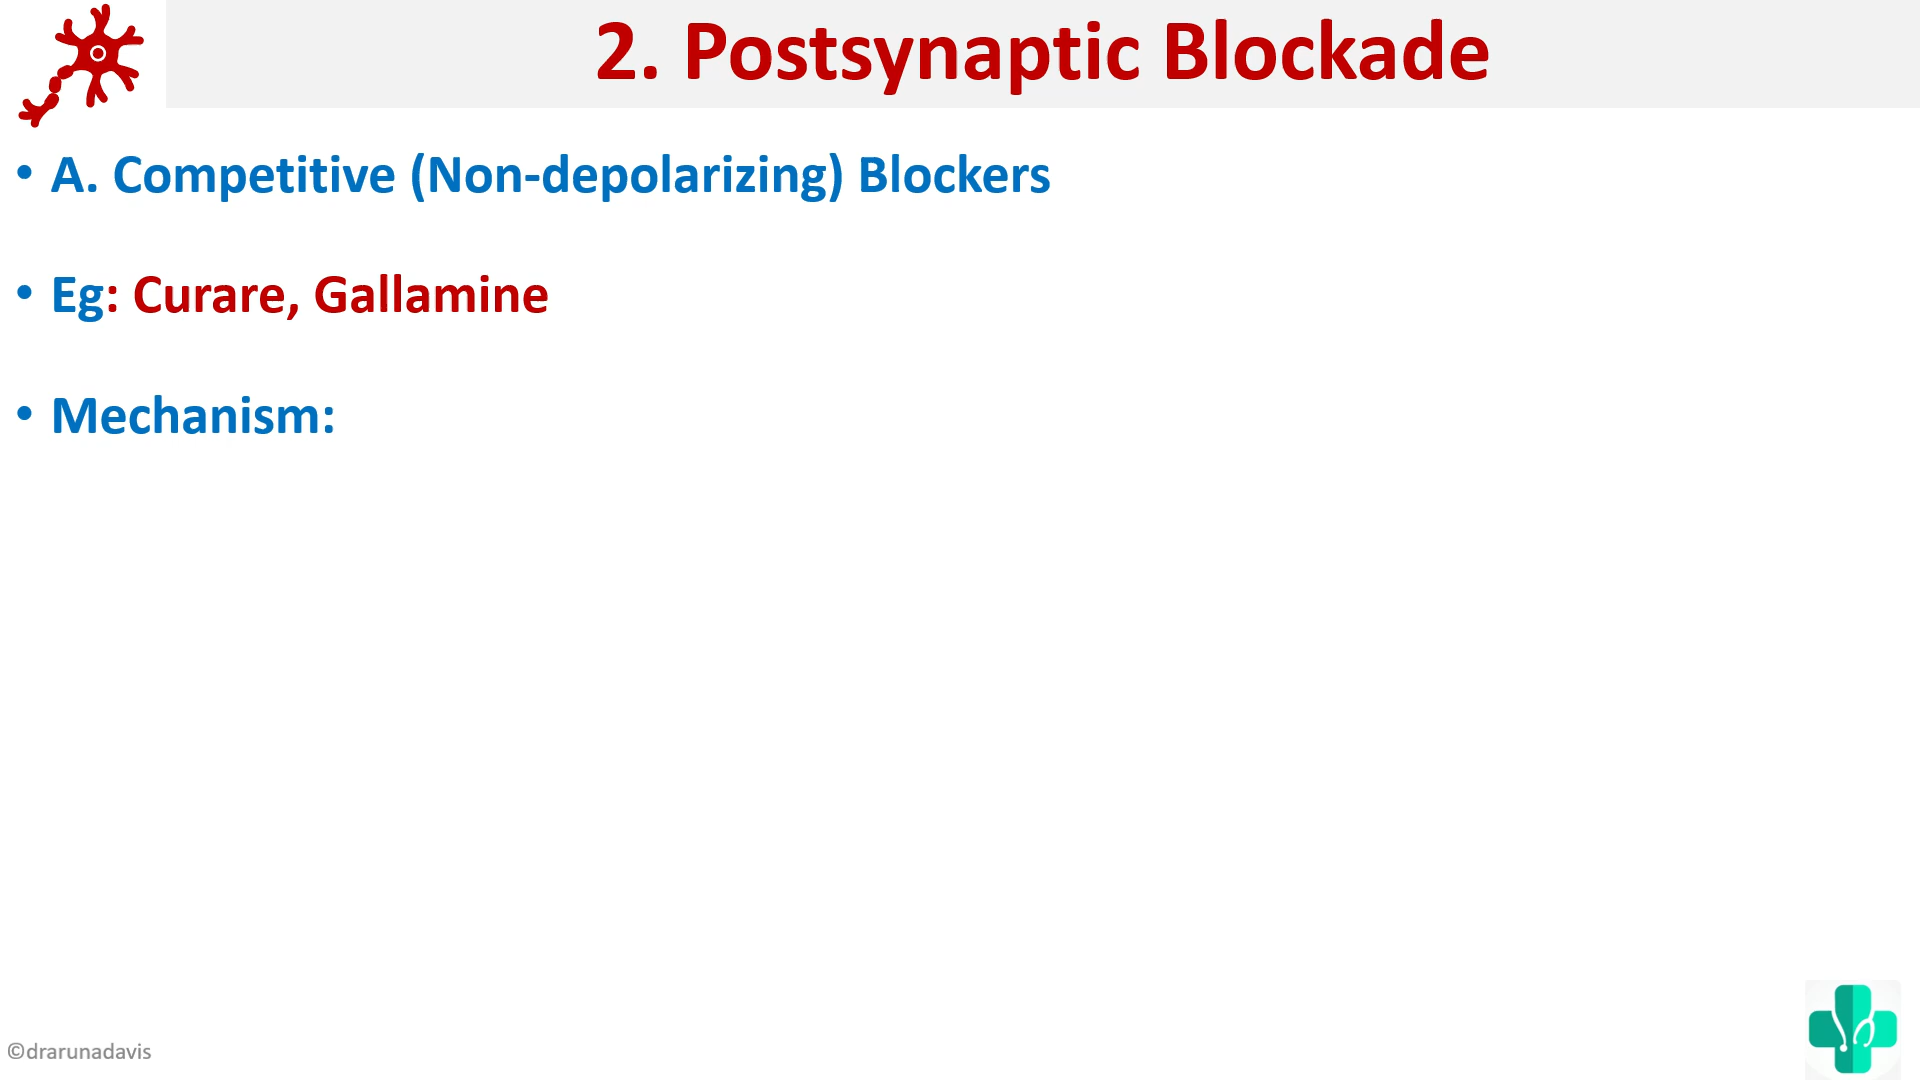 2. Postsynaptic Blockade
• A. Competitive (Non-depolarizing) Blockers
• Eg: Curare, Gallamine
• Mechanism:
©drarunadavis